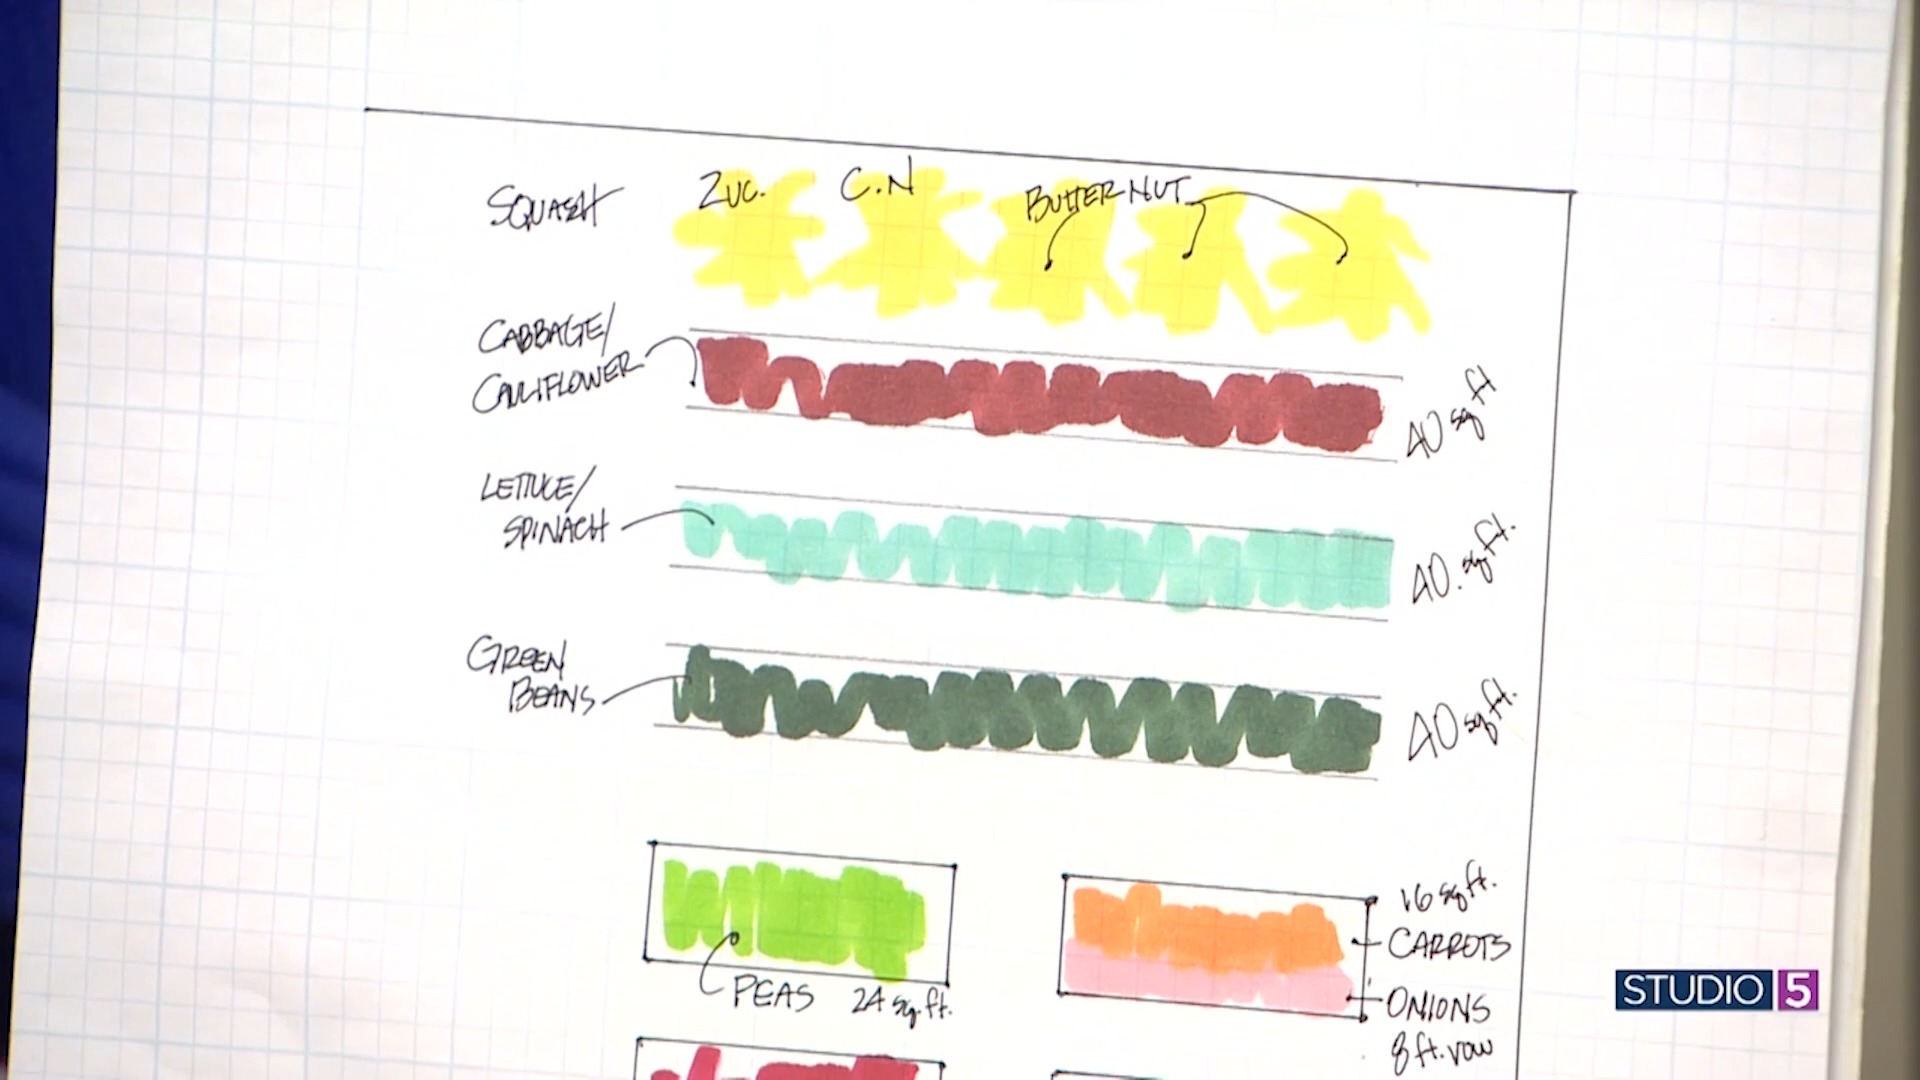 SQUASH
ZUC.
C.N
BUTTERNUT
CABBAGE/
CAULIFLOWER
40 sq ft
LETTUCE/
SPINACH
40. sq ft.
GREEN
BEANS
40 sq ft.
PEAS 24 sq. ft.
16 sq ft.
CARROTS
ONIONS
8 ft. row
STUDIO 5